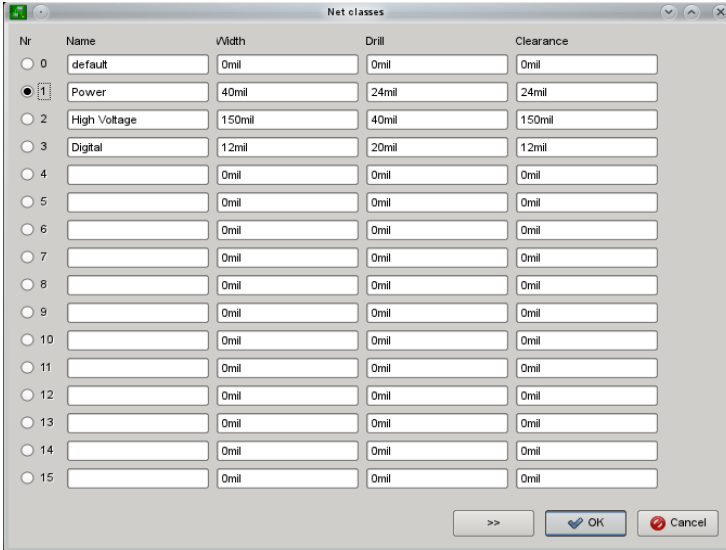 Net classes
Nr Name Width Drill Clearance
0 default 0mil 0mil 0mil
1 Power 40mil 24mil 24mil
2 High Voltage 150mil 40mil 150mil
3 Digital 12mil 20mil 12mil
4 0mil 0mil 0mil
5 0mil 0mil 0mil
6 0mil 0mil 0mil
7 0mil 0mil 0mil
8 0mil 0mil 0mil
9 0mil 0mil 0mil
10 0mil 0mil 0mil
11 0mil 0mil 0mil
12 0mil 0mil 0mil
13 0mil 0mil 0mil
14 0mil 0mil 0mil
15 0mil 0mil 0mil
>> OK Cancel